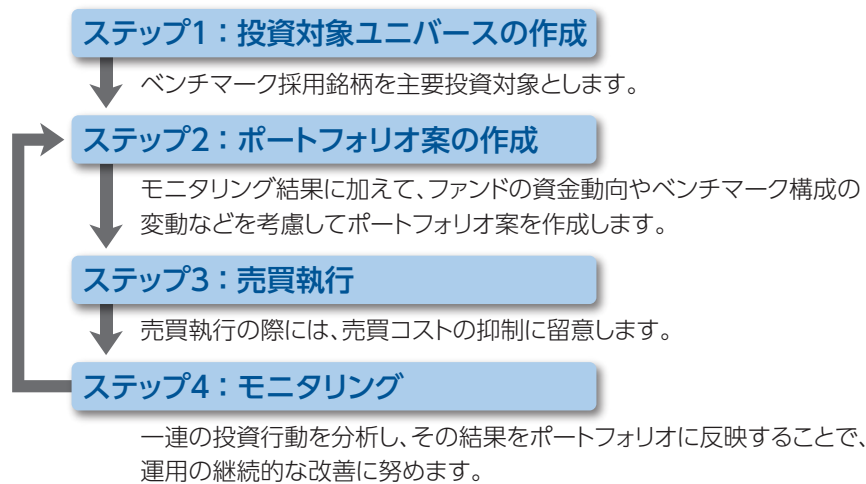 ステップ1：投資対象ユニバースの作成
ベンチマーク採用銘柄を主要投資対象とします。
ステップ2：ポートフォリオ案の作成
モニタリング結果に加えて、ファンドの資金動向やベンチマーク構成の
変動などを考慮してポートフォリオ案を作成します。
ステップ3：売買執行
売買執行の際には、売買コストの抑制に留意します。
ステップ4：モニタリング
一連の投資行動を分析し、その結果をポートフォリオに反映することで、
運用の継続的な改善に努めます。